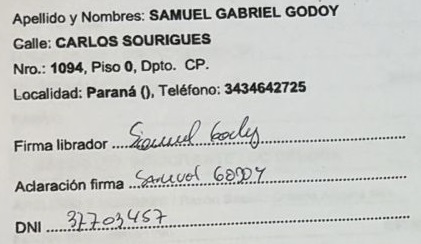 Apellido y Nombres: SAMUEL GABRIEL GODOY
Calle: CARLOS SOURIGUES
Nro.: 1094, Piso 0, Dpto. CP.
Localidad: Paraná (), Teléfono: 3434642725
Firma librador Samuel Godoy
Aclaración firma Samuel GODOY
DNI 37703457